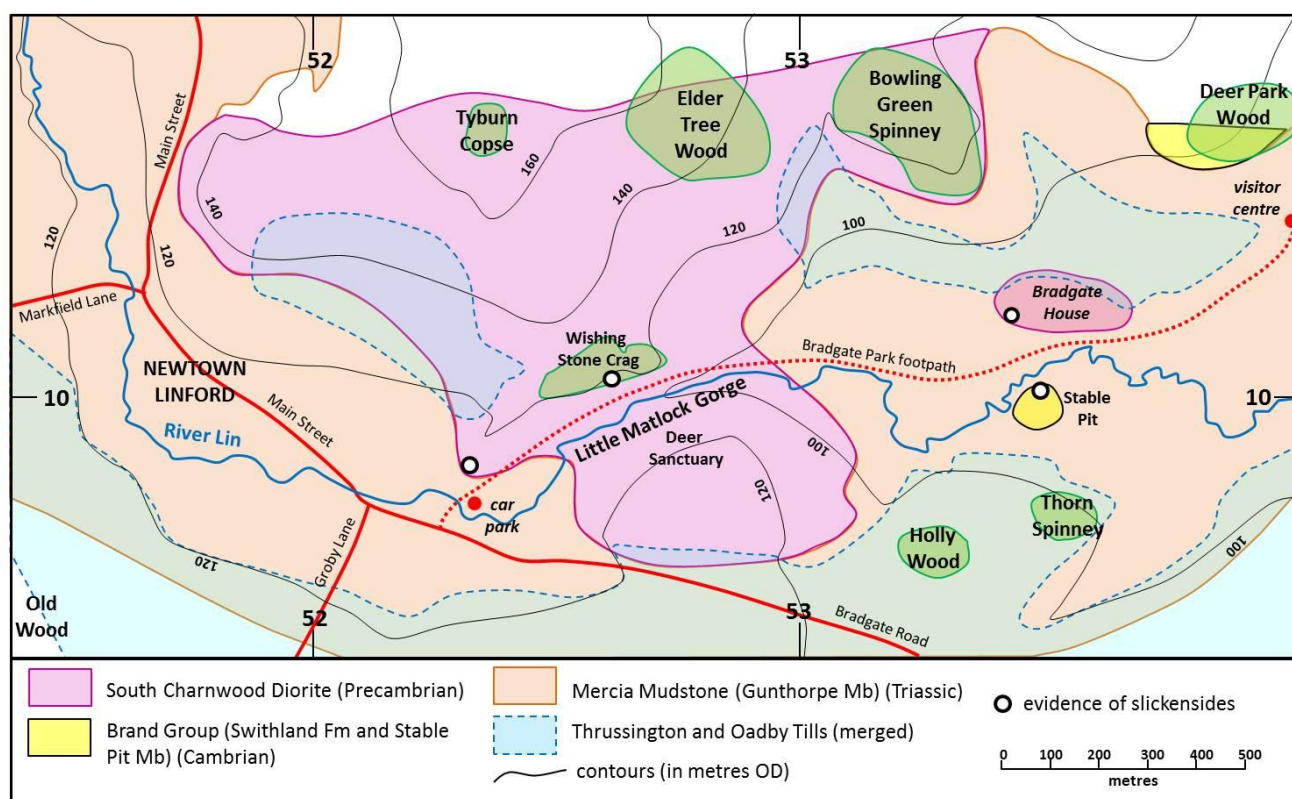 52
53
Main Street
Tyburn
Copse
Elder
Tree
Wood
Bowling
Green
Spinney
Deer Park
Wood
160
140
140
120
100
120
120
visitor
centre
Markfield Lane
Bradgate
House
Wishing
Stone Crag
Bradgate Park footpath
NEWTOWN
LINFORD
10
10
Main Street
River Lin
Little Matlock Gorge
Stable
Pit
Deer
Sanctuary
100
120
car
park
Thorn
Spinney
Holly
Wood
100
120
Groby Lane
Old
Wood
52
53
Bradgate Road
South Charnwood Diorite (Precambrian)
Brand Group (Swithland Fm and Stable
Pit Mb) (Cambrian)
Mercia Mudstone (Gunthorpe Mb) (Triassic)
Thrussington and Oadby Tills (merged)
contours (in metres OD)
evidence of slickensides
0 100 200 300 400 500
metres